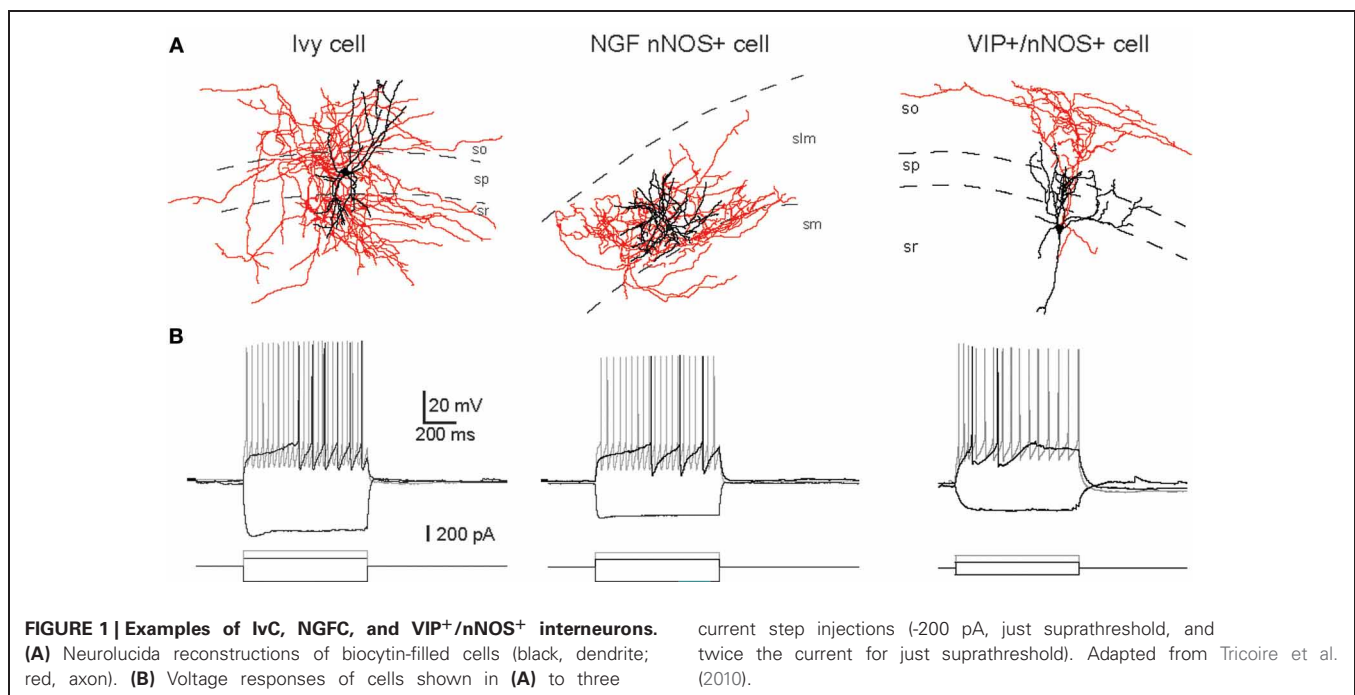 A
Ivy cell
NGF nNOS+ cell
VIP+/nNOS+ cell
so
sp
sr
slm
sm
so
sp
sr
B
20 mV
200 ms
200 pA
FIGURE 1 | Examples of IvC, NGFC, and VIP+/nNOS+ interneurons.
(A) Neurolucida reconstructions of biocytin-filled cells (black, dendrite;
red, axon). (B) Voltage responses of cells shown in (A) to three
current step injections (-200 pA, just suprathreshold, and
twice the current for just suprathreshold). Adapted from Tricoire et al.
(2010).